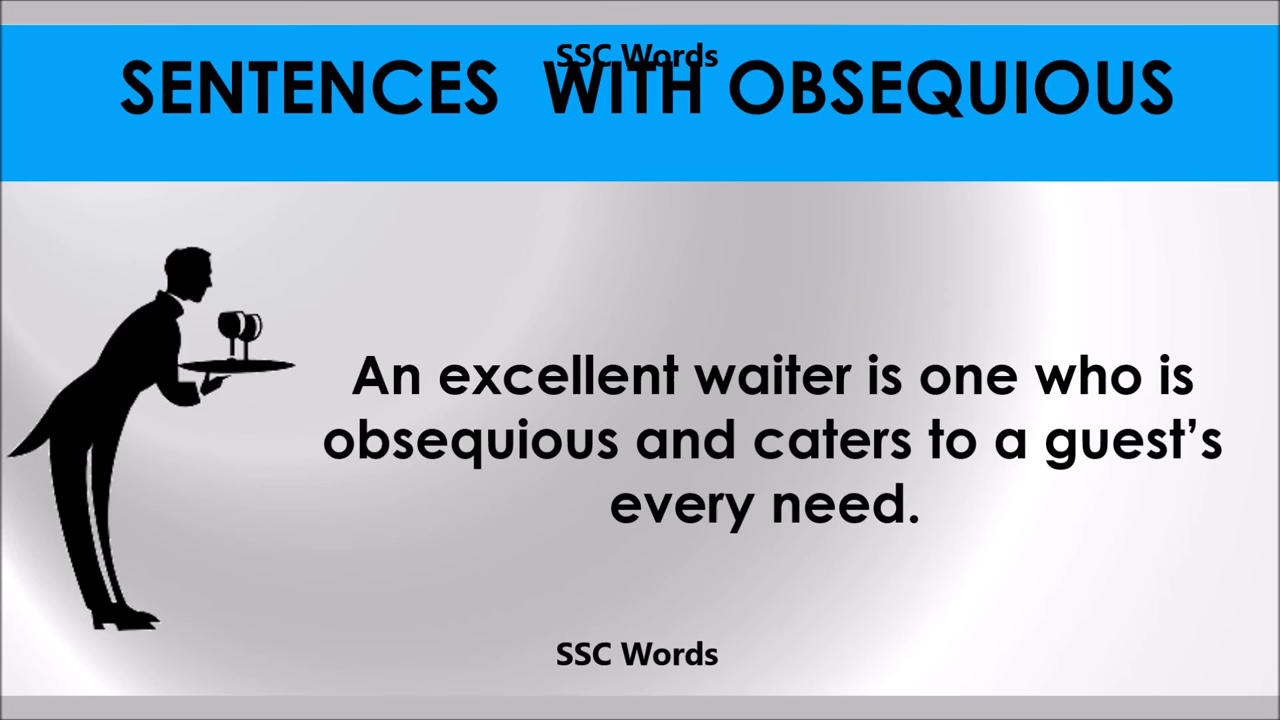 SSC Words
SENTENCES WITH OBSEQUIOUS
An excellent waiter is one who is
obsequious and caters to a guest’s
every need.
SSC Words